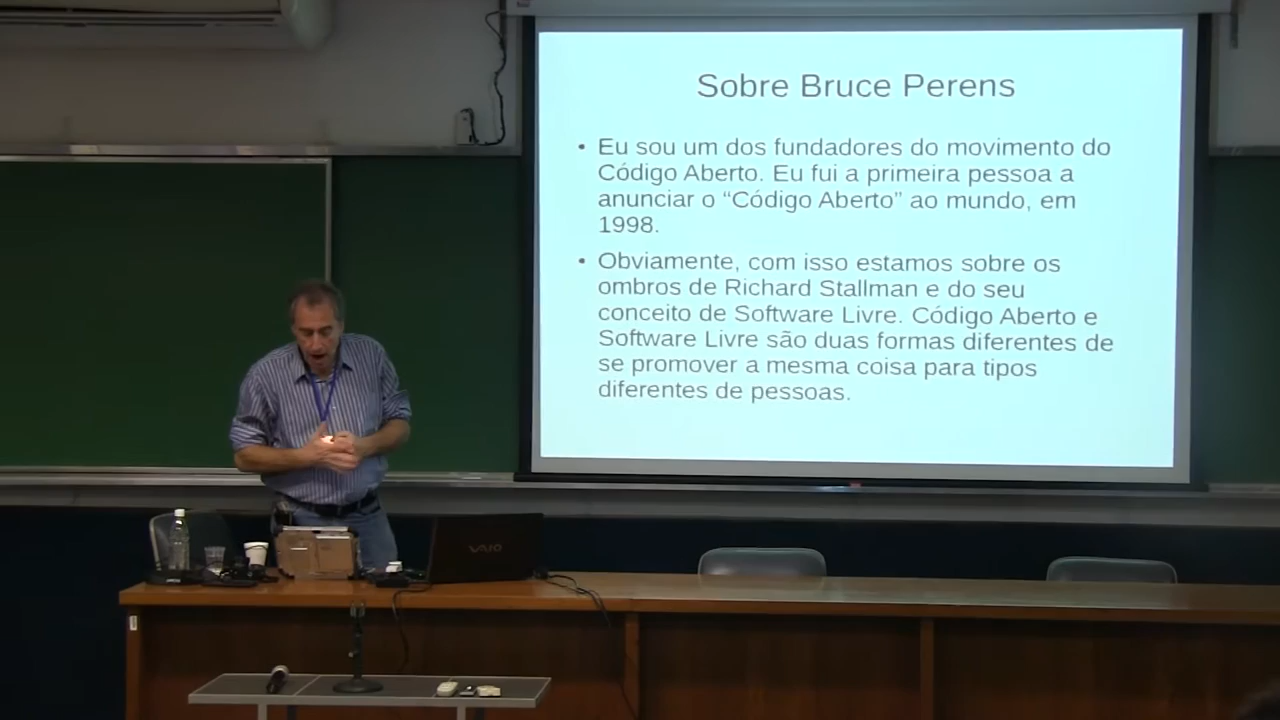 Sobre Bruce Perens
• Eu sou um dos fundadores do movimento do
Código Aberto. Eu fui a primeira pessoa a
anunciar o “Código Aberto” ao mundo, em
1998.
• Obviamente, com isso estamos sobre os
ombros de Richard Stallman e do seu
conceito de Software Livre. Código Aberto e
Software Livre são duas formas diferentes de
se promover a mesma coisa para tipos
diferentes de pessoas.
VAIO